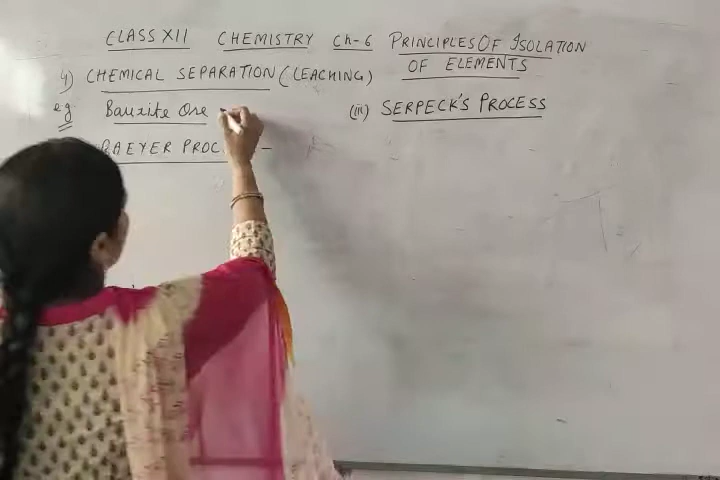 CLASS XII CHEMISTRY Ch-6 PRINCIPLES OF ISOLATION
OF ELEMENTS
4) CHEMICAL SEPARATION (LEACHING)
eg Bauxite Ore
BAEYER PROC
(iii) SERPECK'S PROCESS